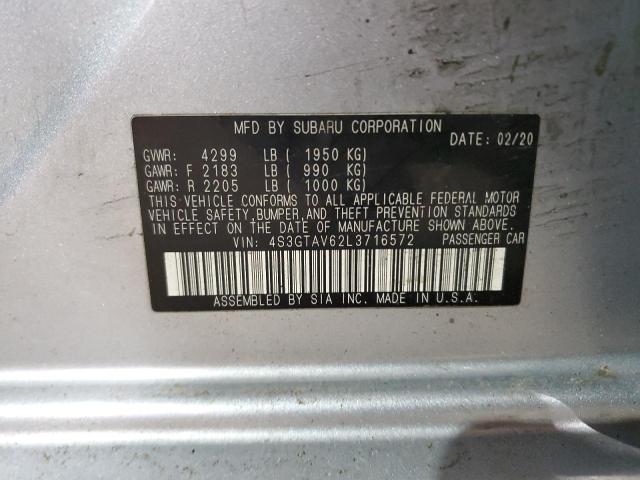 MFD BY SUBARU CORPORATION
DATE: 02/20
GVWR: 4299 LB ( 1950 KG)
GAWR: F 2183 LB ( 990 KG)
GAWR: R 2205 LB ( 1000 KG)
THIS VEHICLE CONFORMS TO ALL APPLICABLE FEDERAL MOTOR
VEHICLE SAFETY, BUMPER, AND THEFT PREVENTION STANDARDS
IN EFFECT ON THE DATE OF MANUFACTURE SHOWN ABOVE.
VIN: 4S3GTAV62L3716572 PASSENGER CAR
ASSEMBLED BY SIA INC. MADE IN U.S.A.